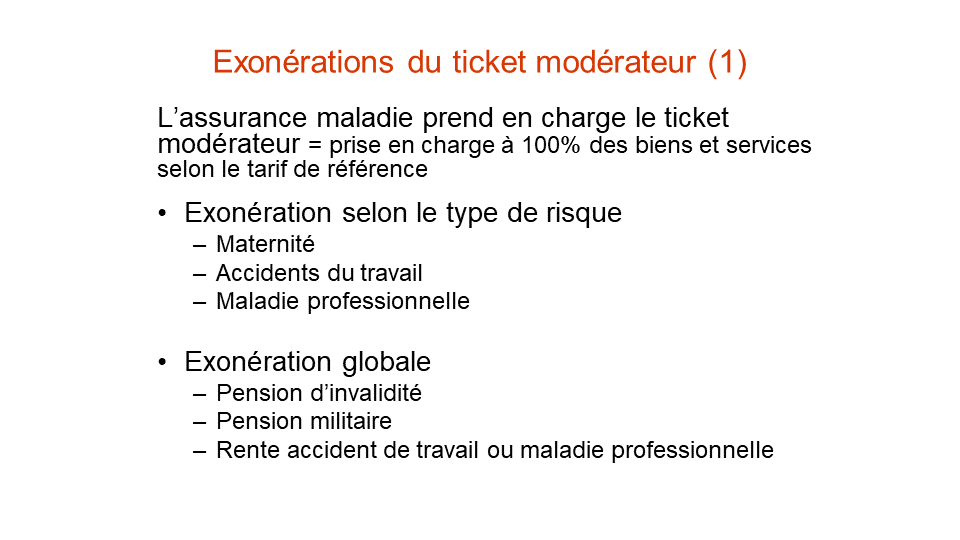 Exonérations du ticket modérateur (1)
L’assurance maladie prend en charge le ticket
modérateur = prise en charge à 100% des biens et services
selon le tarif de référence
• Exonération selon le type de risque
– Maternité
– Accidents du travail
– Maladie professionnelle
• Exonération globale
– Pension d’invalidité
– Pension militaire
– Rente accident de travail ou maladie professionnelle